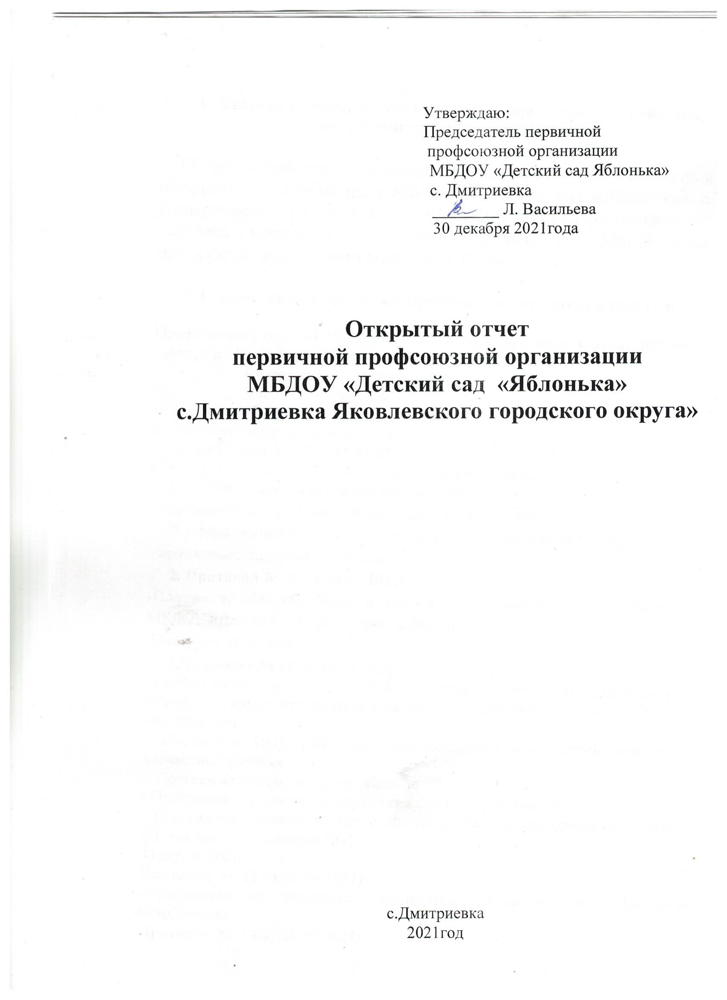 Утверждаю:
Председатель первичной
профсоюзной организации
МБДОУ «Детский сад Яблонька»
с. Дмитриевка
________ Л. Васильева
30 декабря 2021года
Открытый отчет
первичной профсоюзной организации
МБДОУ «Детский сад «Яблонька»
с.Дмитриевка Яковлевского городского округа»
с.Дмитриевка
2021год